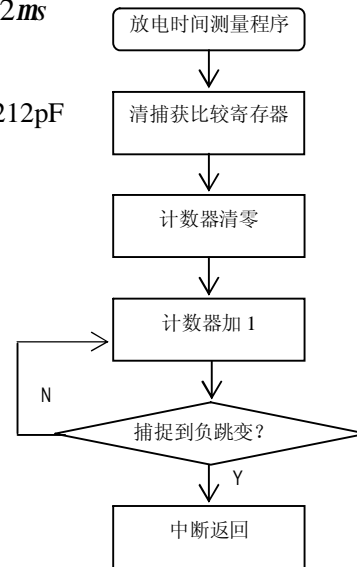 2ms
放电时间测量程序
212pF
清捕获比较寄存器
计数器清零
计数器加 1
N
捕捉到负跳变？
Y
中断返回